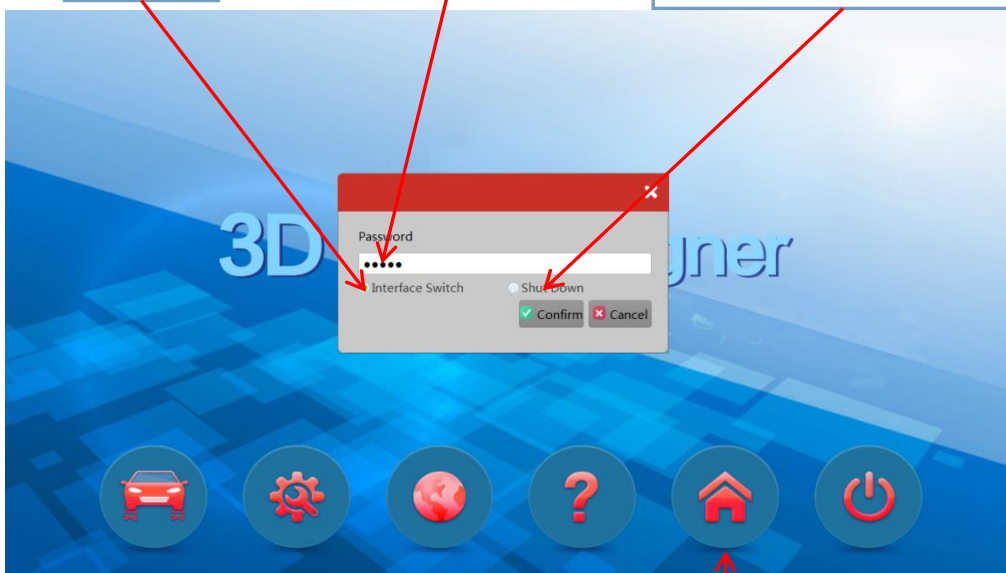 3D
gner
Password
•••••
Interface Switch
Shut Down
Confirm
Cancel
?